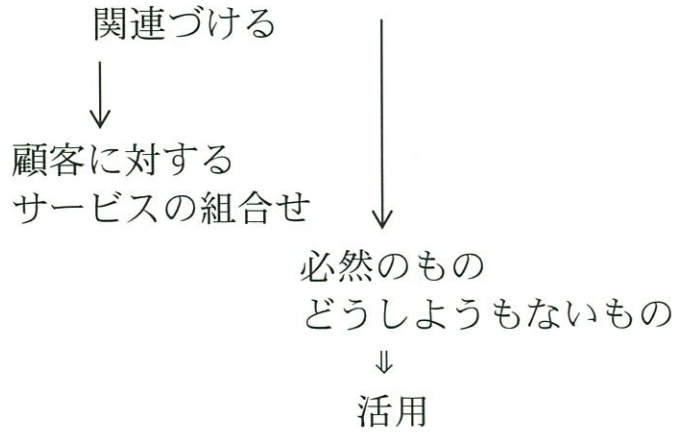 関連づける
顧客に対する
サービスの組合せ
必然のもの
どうしようもないもの
⇓
活用